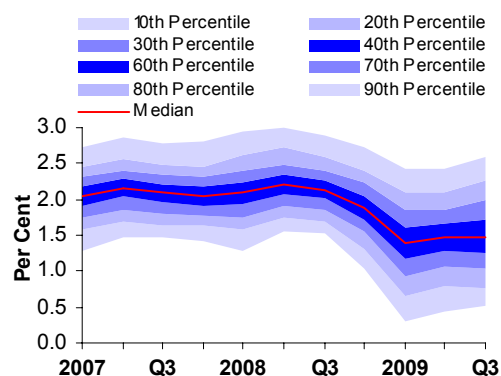 10th Percentile 20th Percentile
30th Percentile 40th Percentile
60th Percentile 70th Percentile
80th Percentile 90th Percentile
Median
Per Cent
3.0
2.5
2.0
1.5
1.0
0.5
0.0
2007 Q3 2008 Q3 2009 Q3